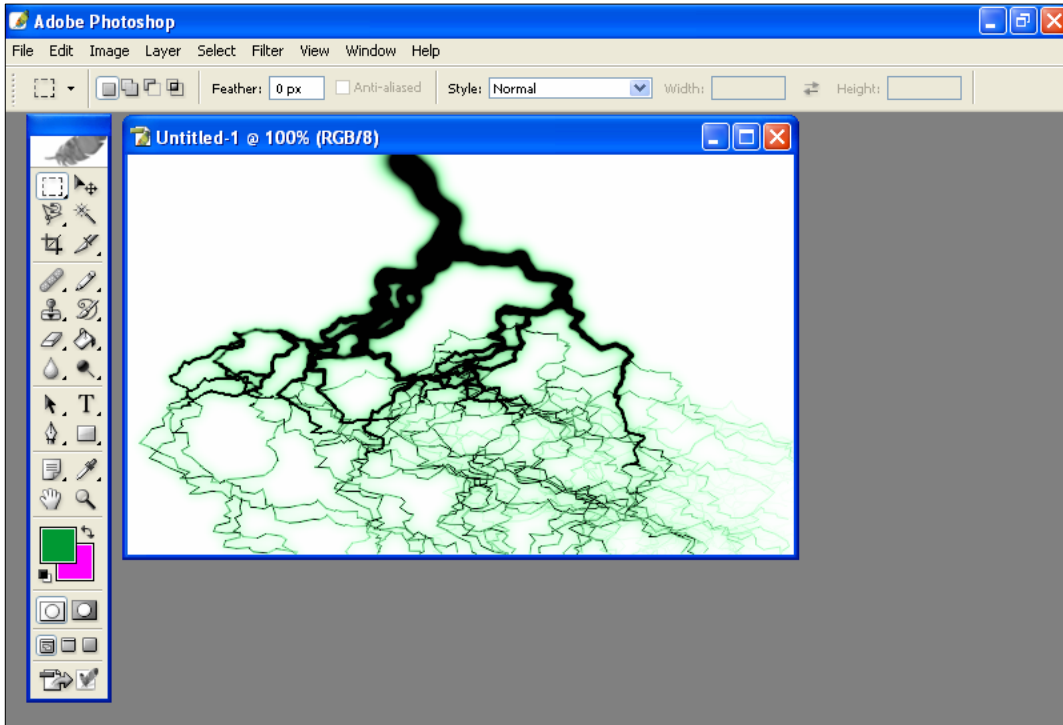 Adobe Photoshop
File Edit Image Layer Select Filter View Window Help
Feather: 0 px Anti-aliased Style: Normal Width: Height:
Untitled-1 @ 100% (RGB/8)
T